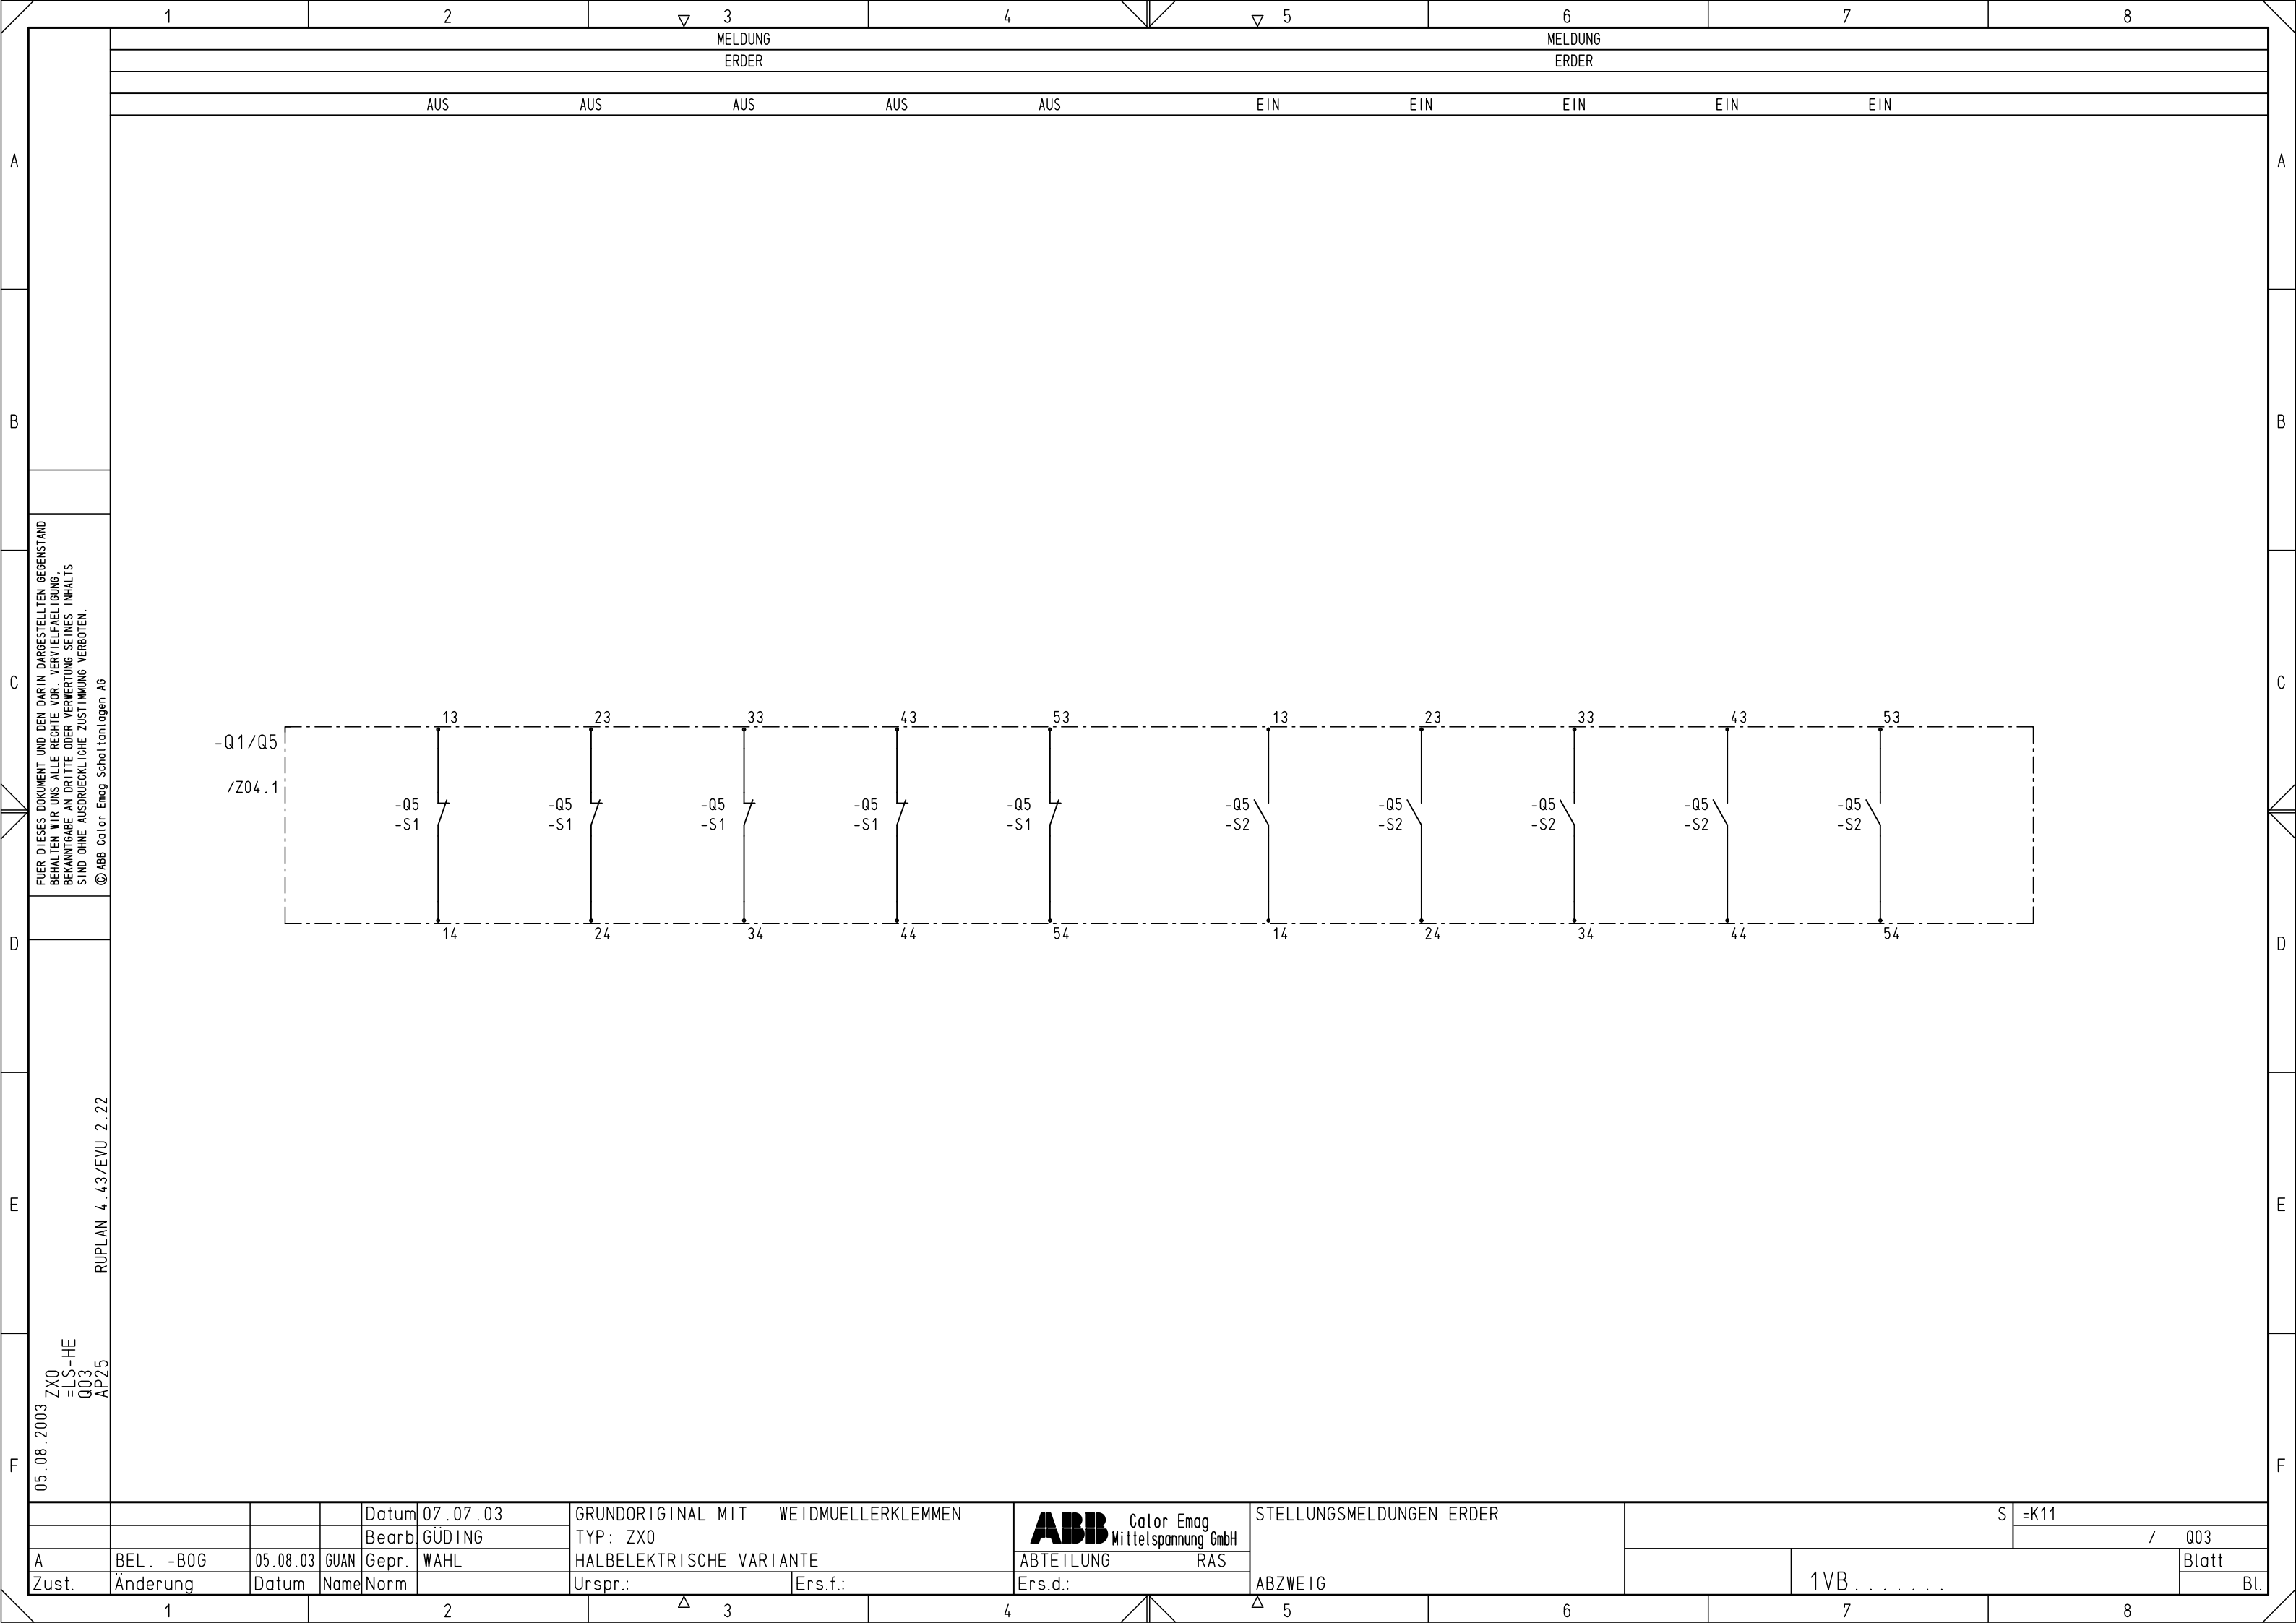 1 2 3 4 5 6 7 8
MELDUNG MELDUNG
ERDER ERDER
AUS AUS AUS AUS AUS EIN EIN EIN EIN EIN
A A
B B
C C
D D
E E
F F
FUER DIESES DOKUMENT UND DEN DARIN DARGESTELLTEN GEGENSTAND
BEHALTEN WIR UNS ALLE RECHTE VOR. VERVIELFAELIGUNG,
BEKANNTGABE AN DRITTE ODER VERWERTUNG SEINES INHALTS
SIND OHNE AUSDRUECKLICHE ZUSTIMMUNG VERBOTEN.
© ABB Calor Emag Schaltanlagen AG
RUPLAN 4.43/EVU 2.22
05.08.2003
ZX0
=LS-HE
Q03
AP25
13 23 33 43 53 13 23 33 43 53
-Q1/Q5
/Z04.1
-Q5 -Q5 -Q5 -Q5 -Q5 -Q5 -Q5 -Q5 -Q5 -Q5
-S1 -S1 -S1 -S1 -S1 -S2 -S2 -S2 -S2 -S2
14 24 34 44 54 14 24 34 44 54
Datum 07.07.03 GRUNDORIGINAL MIT WEIDMUELLERKLEMMEN ABB Calor Emag STELLUNGSMELDUNGEN ERDER S =K11
Bearb. GÜDING TYP: ZX0 Mittelspannung GmbH / Q03
A BEL. -B0G 05.08.03 GUAN Gepr. WAHL HALBELEKTRISCHE VARIANTE ABTEILUNG RAS Blatt
Zust. Änderung Datum Name Norm Urspr.: Ers.f.: Ers.d.: ABZWEIG 1VB....... Bl.
1 2 3 4 5 6 7 8